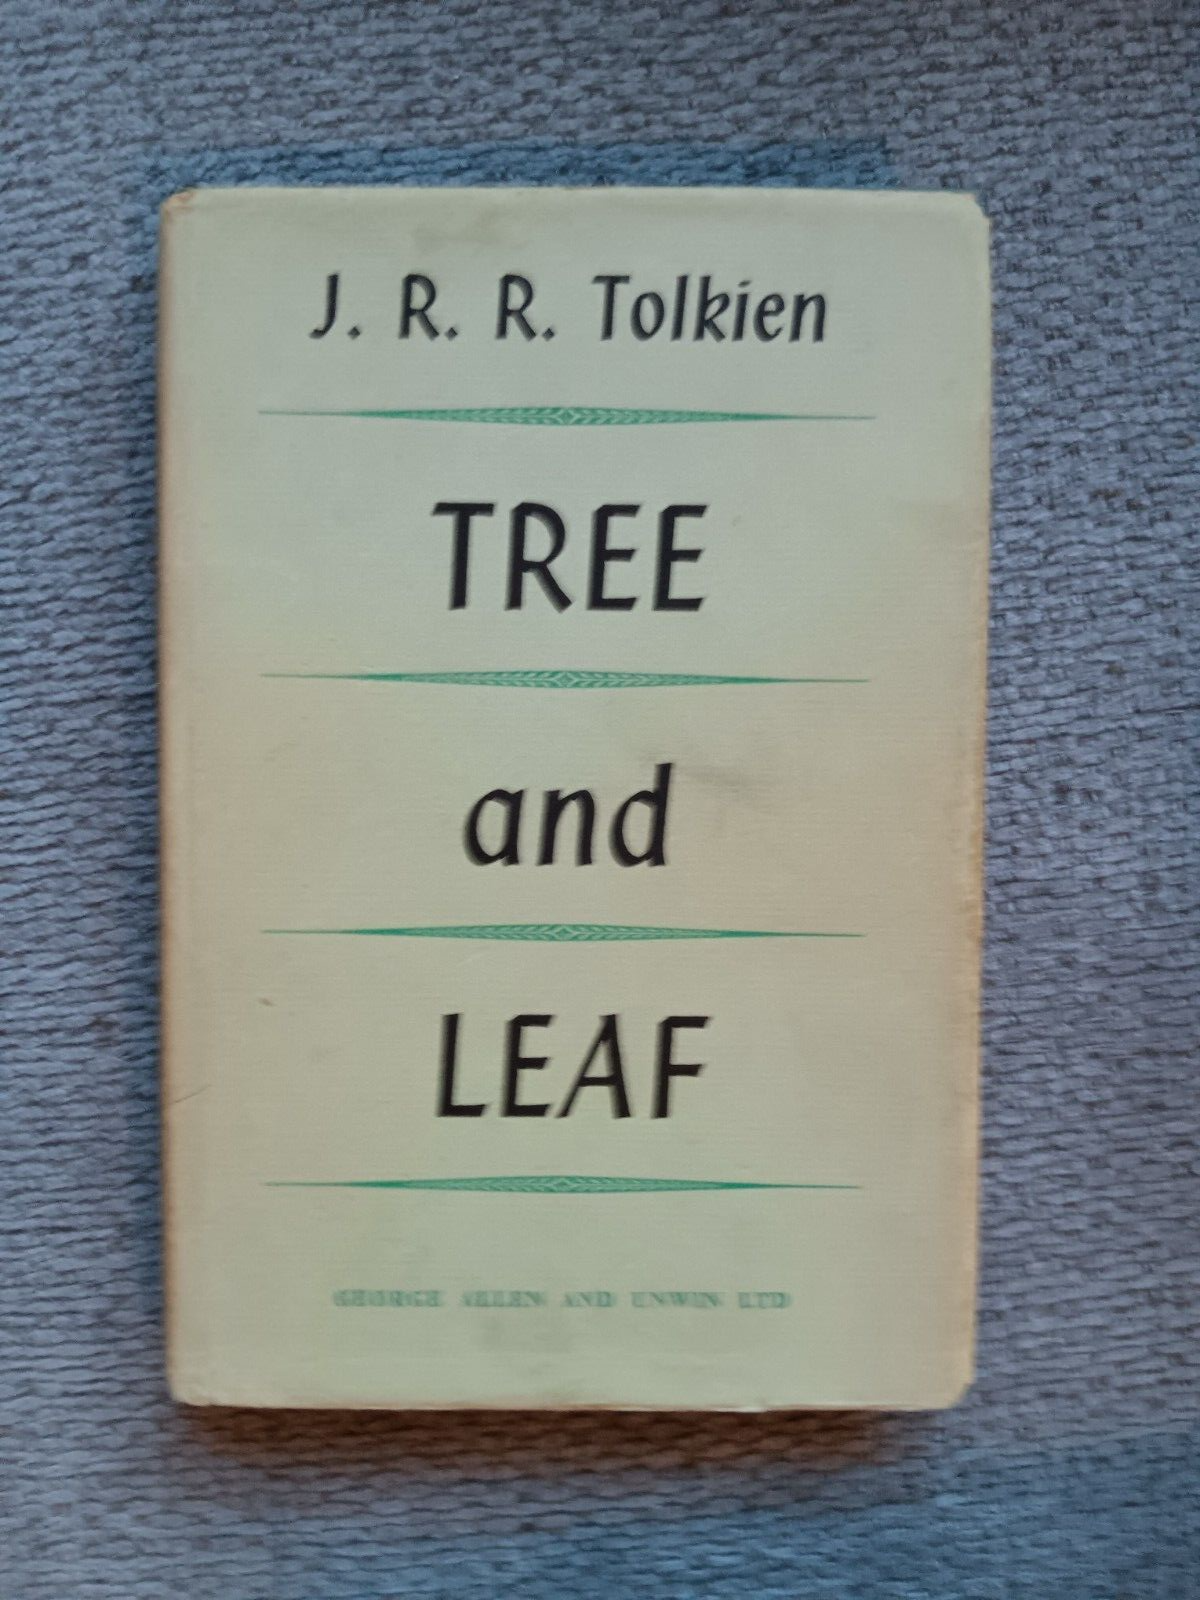 J. R. R. Tolkien
TREE
and
LEAF
GEORGE ALLEN AND UNWIN LTD